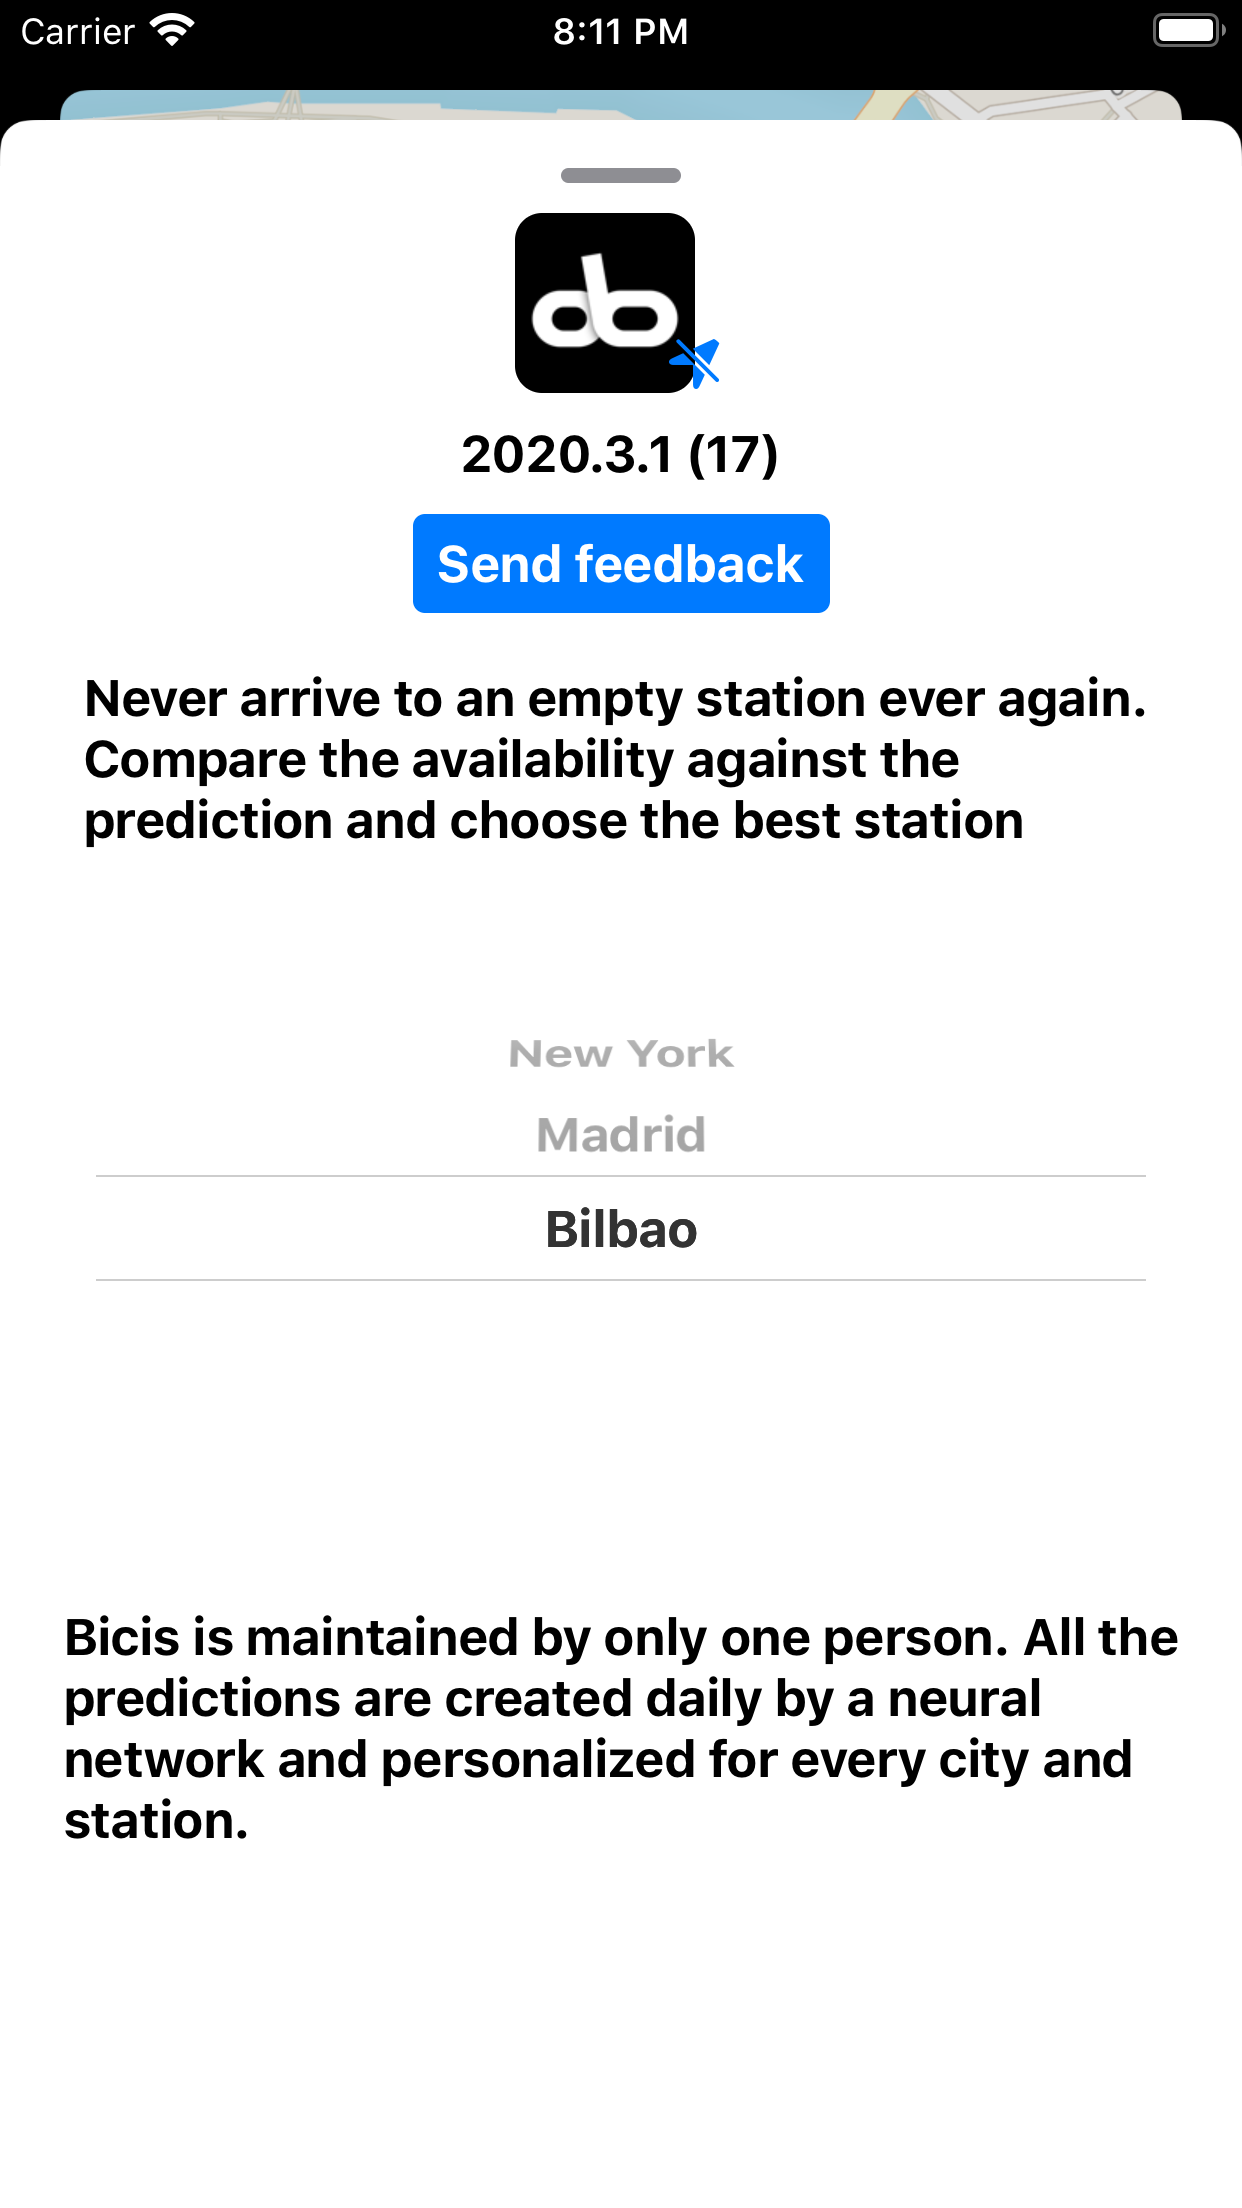 Carrier 8:11 PM
2020.3.1 (17)
Send feedback
Never arrive to an empty station ever again.
Compare the availability against the
prediction and choose the best station
New York
Madrid
Bilbao
Bicis is maintained by only one person. All the
predictions are created daily by a neural
network and personalized for every city and
station.